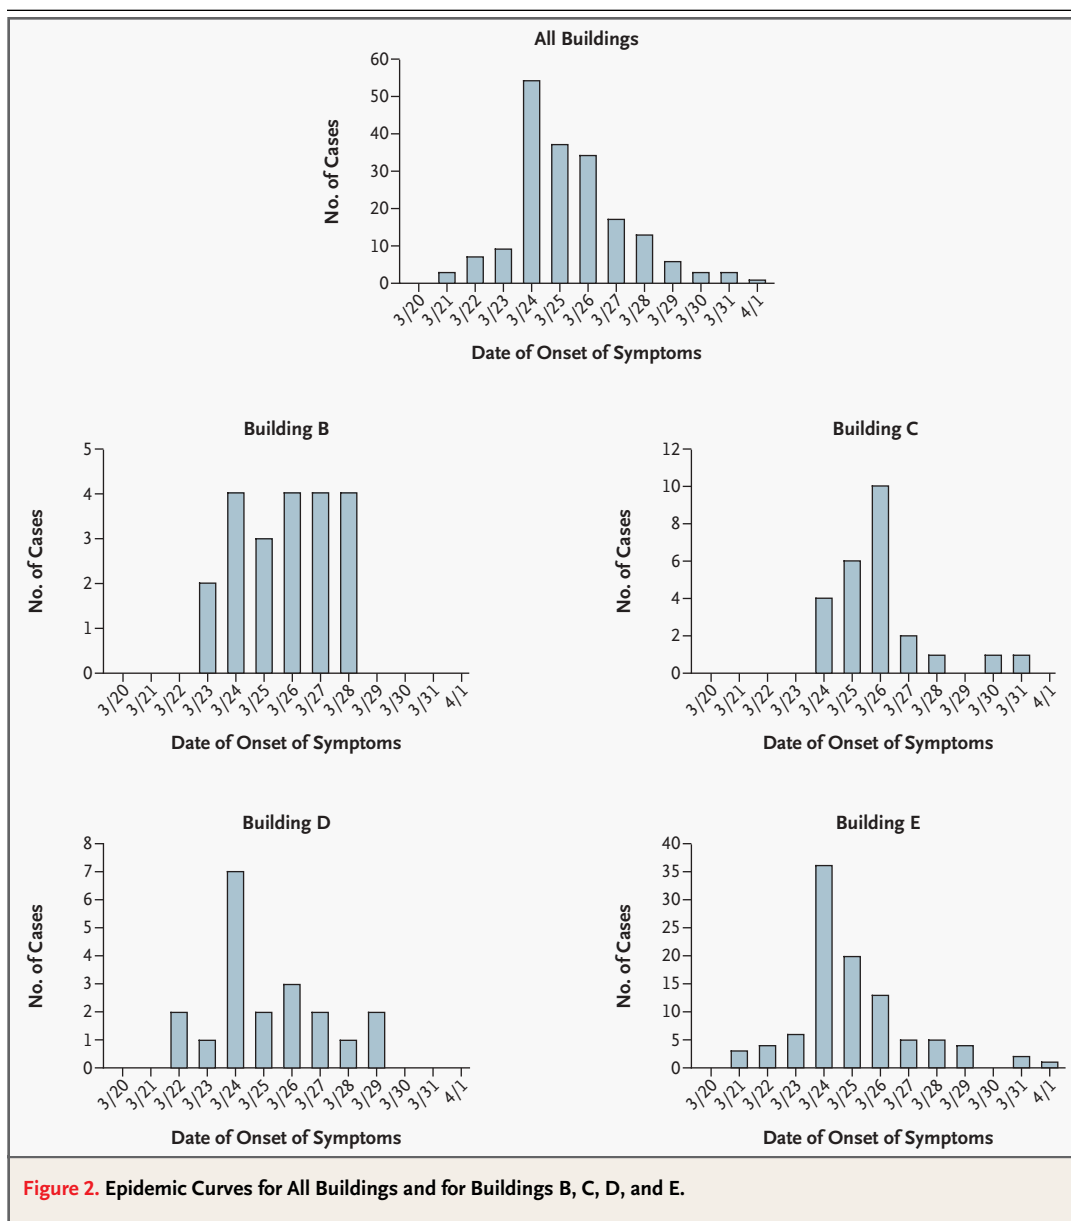 All Buildings
60
50
40
30
20
10
0
No. of Cases
3/20 3/21 3/22 3/23 3/24 3/25 3/26 3/27 3/28 3/29 3/30 3/31 4/1
Date of Onset of Symptoms
Building B
5
4
3
2
1
0
No. of Cases
3/20 3/21 3/22 3/23 3/24 3/25 3/26 3/27 3/28 3/29 3/30 3/31 4/1
Date of Onset of Symptoms
Building C
12
10
8
6
4
2
0
No. of Cases
3/20 3/21 3/22 3/23 3/24 3/25 3/26 3/27 3/28 3/29 3/30 3/31 4/1
Date of Onset of Symptoms
Building D
8
7
6
5
4
3
2
1
0
No. of Cases
3/20 3/21 3/22 3/23 3/24 3/25 3/26 3/27 3/28 3/29 3/30 3/31 4/1
Date of Onset of Symptoms
Building E
40
35
30
25
20
15
10
5
0
No. of Cases
3/20 3/21 3/22 3/23 3/24 3/25 3/26 3/27 3/28 3/29 3/30 3/31 4/1
Date of Onset of Symptoms
Figure 2. Epidemic Curves for All Buildings and for Buildings B, C, D, and E.